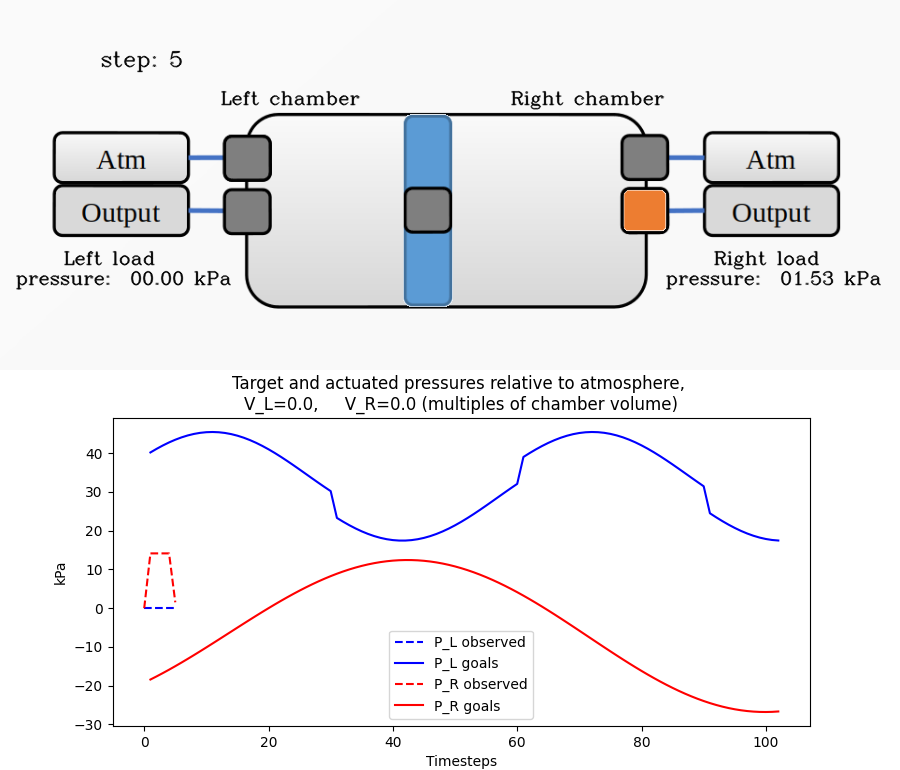 step: 5
Left chamber
Right chamber
Atm
Output
Atm
Output
Left load
pressure:  00.00 kPa
Right load
pressure:  01.53 kPa
Target and actuated pressures relative to atmosphere,
V_L=0.0,     V_R=0.0 (multiples of chamber volume)
kPa
40
30
20
10
0
−10
−20
−30
P_L observed
P_L goals
P_R observed
P_R goals
0
20
40
60
80
100
Timesteps